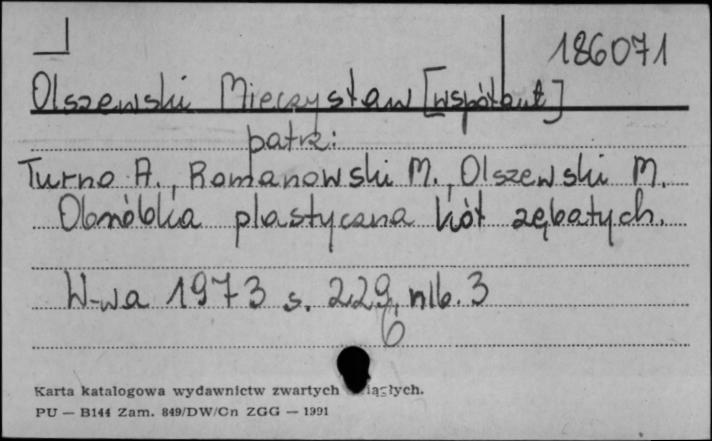 186071
Olszewski Mieczysław [współaut]
patrz:
Turno A., Romanowski M., Olszewski M.
Obróbka plastyczna kół zębatych.
W-wa 1973 s. 229, nlb. 3
6
Karta katalogowa wydawnictw zwartych ciągłych.
PU — B144 Zam. 849/DW/Cn ZGG — 1991